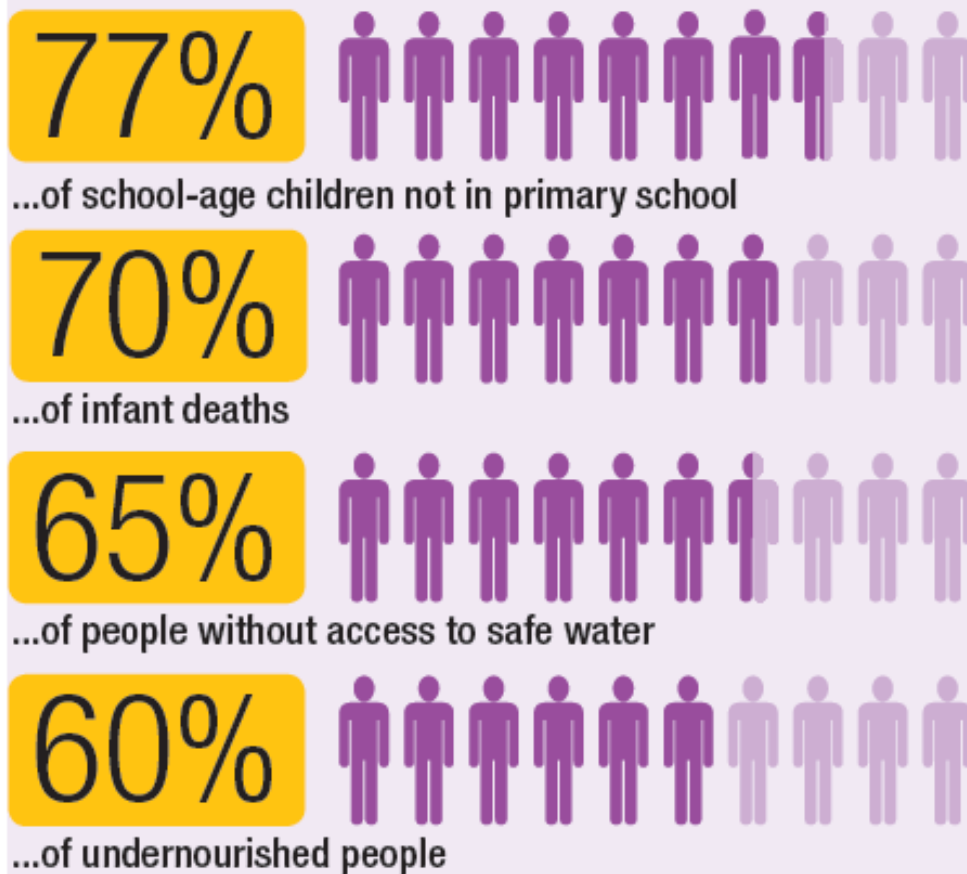 77%
...of school-age children not in primary school
70%
...of infant deaths
65%
...of people without access to safe water
60%
...of undernourished people